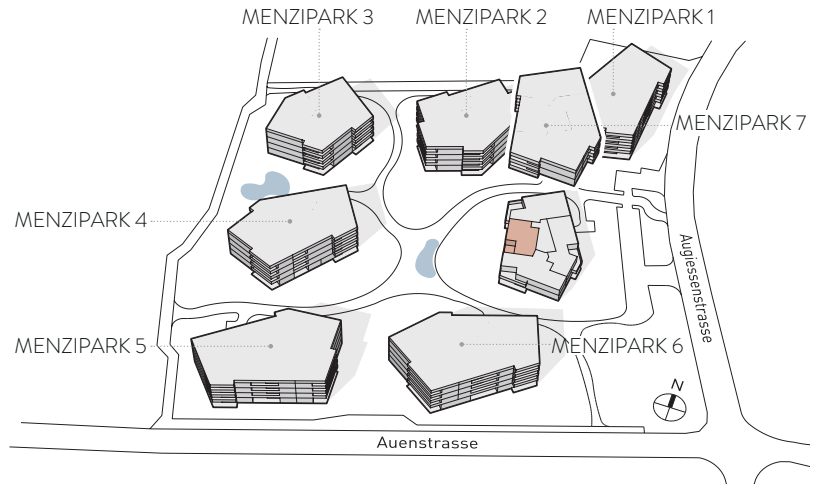 MENZIPARK 3
MENZIPARK 2
MENZIPARK 1
MENZIPARK 7
MENZIPARK 4
Augiessenstrasse
MENZIPARK 5
MENZIPARK 6
N
Auenstrasse